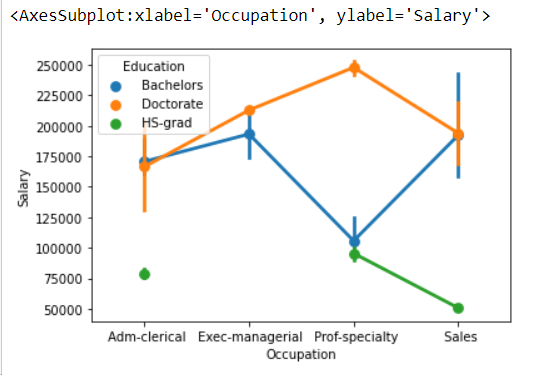 <AxesSubplot:xlabel='Occupation', ylabel='Salary'>
Education
Bachelors
Doctorate
HS-grad
250000
225000
200000
175000
150000
125000
100000
75000
50000
Salary
Adm-clerical Exec-managerial Prof-specialty Sales
Occupation